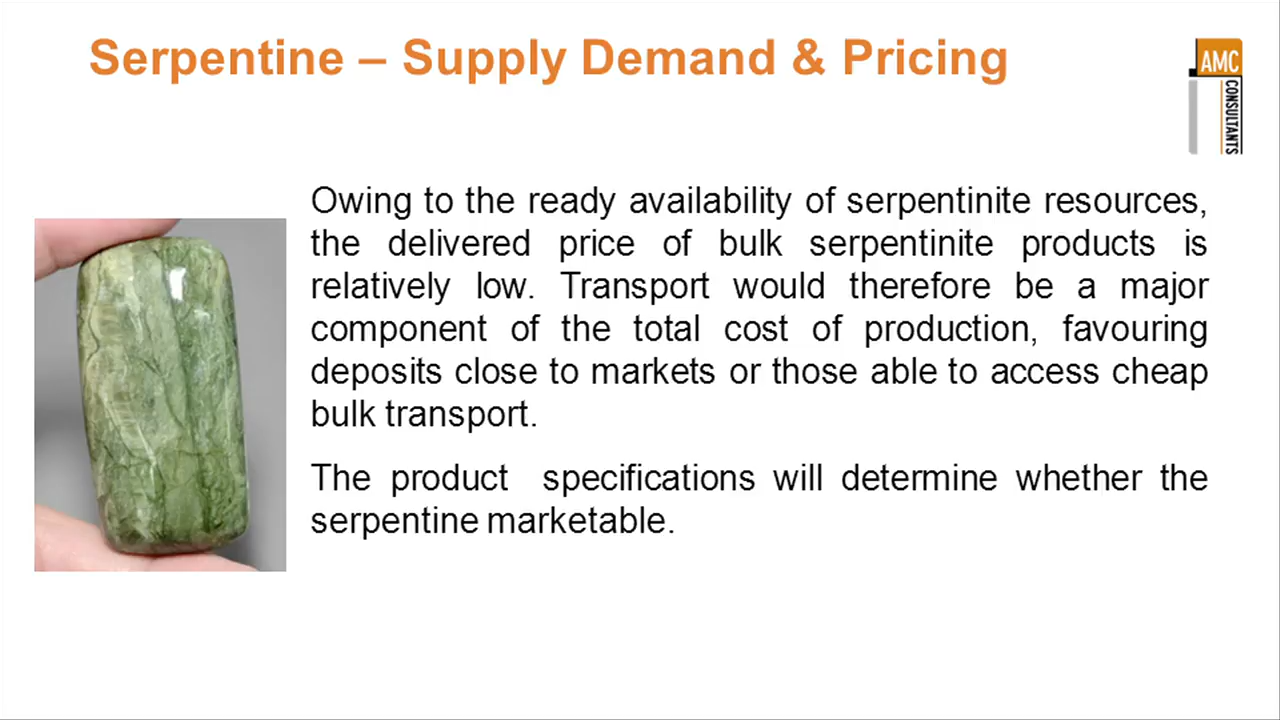 Serpentine – Supply Demand & Pricing
AMC
CONSULTANTS
Owing to the ready availability of serpentinite resources,
the delivered price of bulk serpentinite products is
relatively low. Transport would therefore be a major
component of the total cost of production, favouring
deposits close to markets or those able to access cheap
bulk transport.
The product specifications will determine whether the
serpentine marketable.